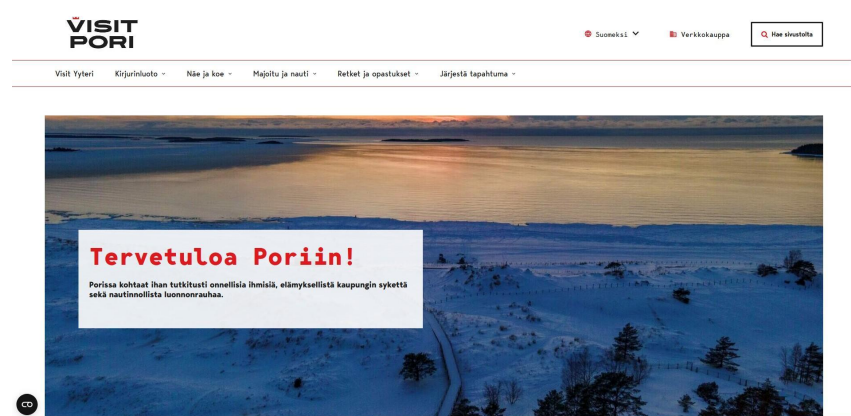 VISIT
PORI
Suomeksi
Verkkokauppa
Hae sivustolta
Visit Yyteri
Kirjurinluoto
Näe ja koe
Majoitu ja nauti
Retket ja opastukset
Järjestä tapahtuma
Tervetuloa Poriin!
Porissa kohtaat ihan tutkitusti onnellisia ihmisiä, elämyksellistä kaupungin sykettä
sekä nautinnollista luonnonrauhaa.